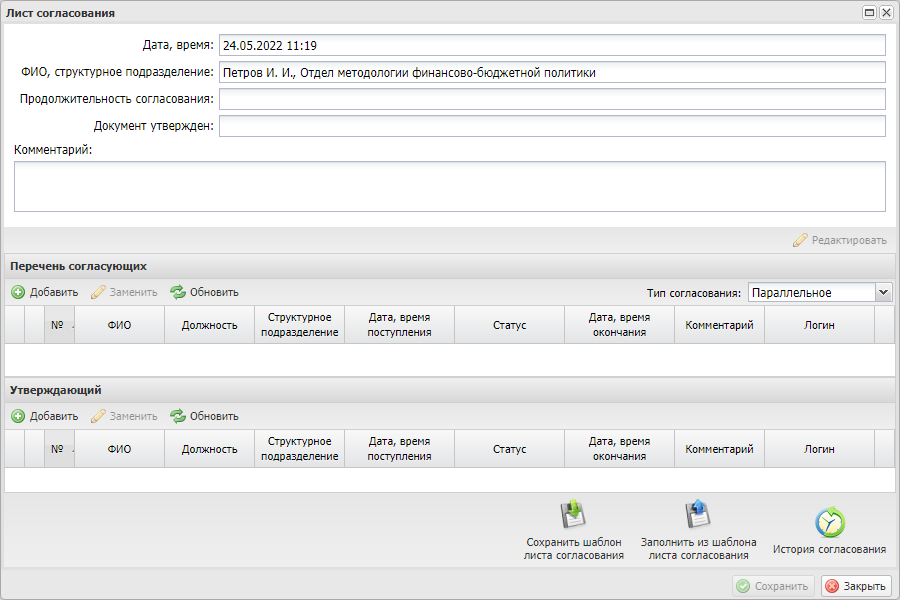 Лист согласования
Дата, время: 24.05.2022 11:19
ФИО, структурное подразделение: Петров И. И., Отдел методологии финансово-бюджетной политики
Продолжительность согласования:
Документ утвержден:
Комментарий:
Редактировать
Перечень согласующих
Добавить Заменить Обновить Тип согласования: Параллельное
№ ФИО Должность Структурное подразделение Дата, время поступления Статус Дата, время окончания Комментарий Логин
Утверждающий
Добавить Заменить Обновить
№ ФИО Должность Структурное подразделение Дата, время поступления Статус Дата, время окончания Комментарий Логин
Сохранить шаблон листа согласования Заполнить из шаблона листа согласования История согласования
Сохранить Закрыть